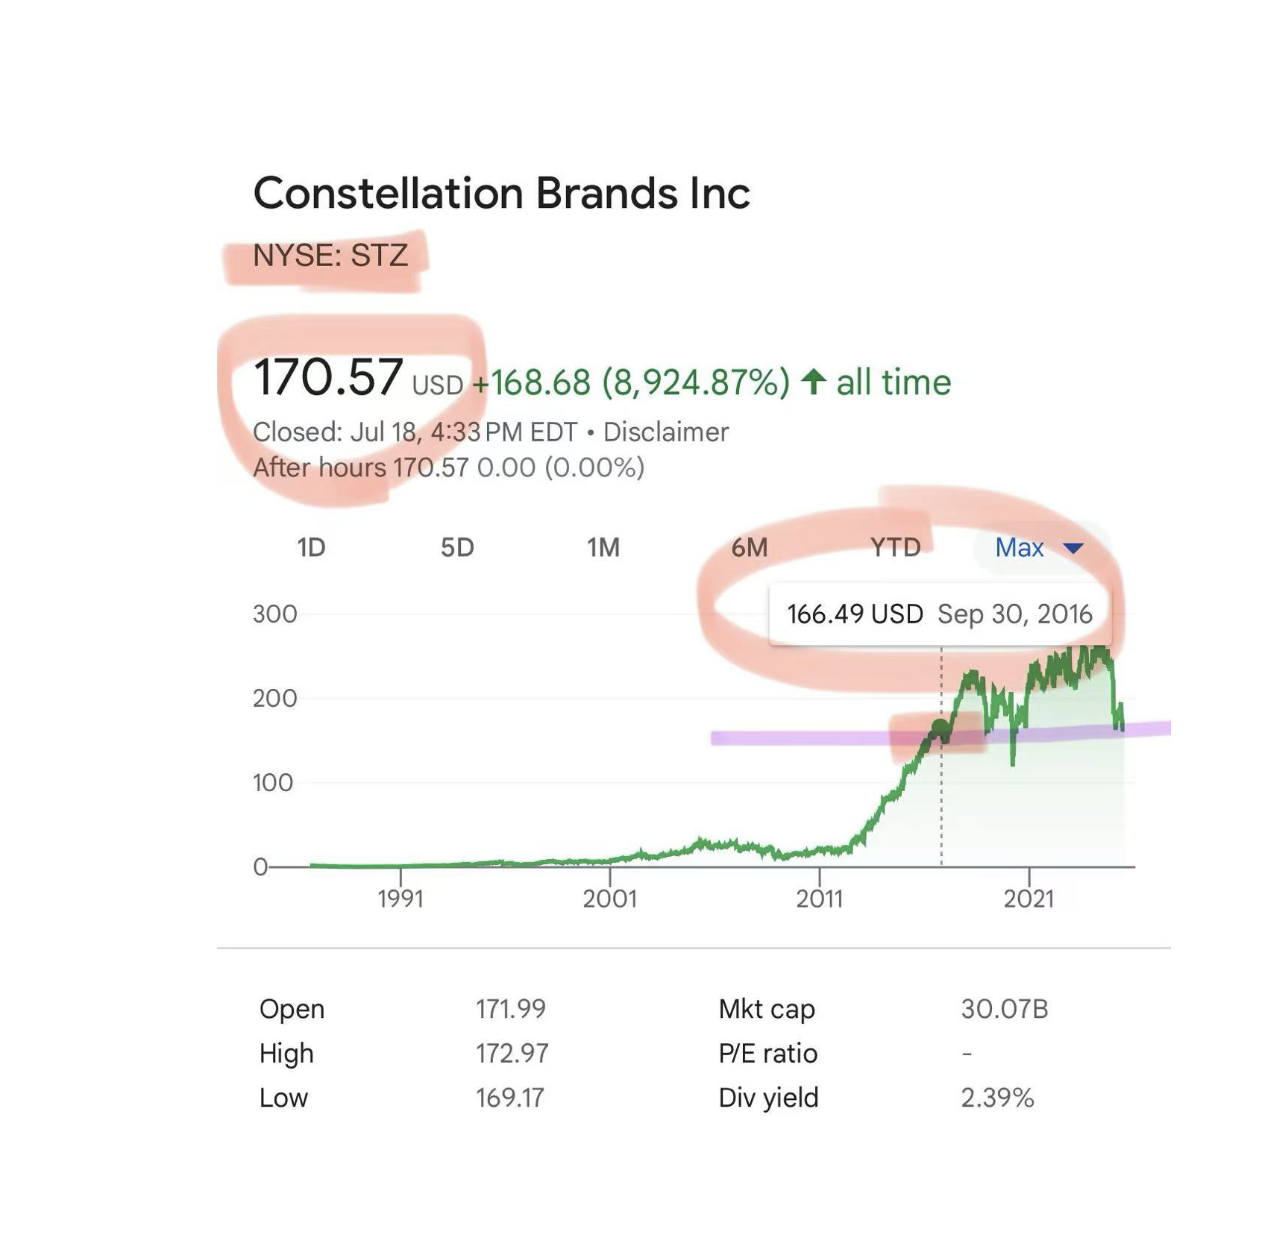 Constellation Brands Inc
NYSE: STZ
170.57 USD +168.68 (8,924.87%) ↑ all time
Closed: Jul 18, 4:33 PM EDT • Disclaimer
After hours 170.57 0.00 (0.00%)
1D 5D 1M 6M YTD Max
166.49 USD Sep 30, 2016
300
200
100
0
1991 2001 2011 2021
Open 171.99 Mkt cap 30.07B
High 172.97 P/E ratio -
Low 169.17 Div yield 2.39%